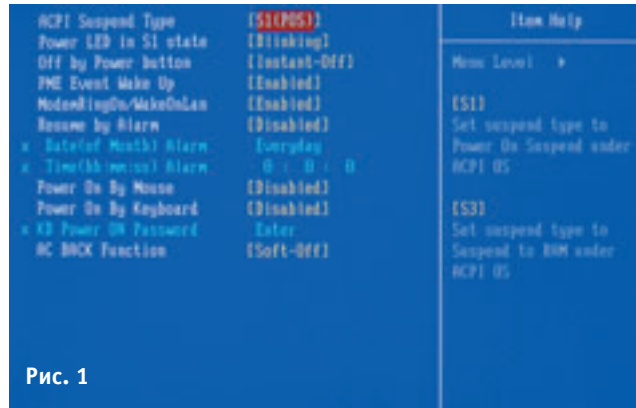 ACPI Suspend Type [S1(POS)]
Power LED in S1 state [Blinking]
Off by Power button [Instant-Off]
PME Event Wake Up [Enabled]
ModemRingOn/WakeOnLan [Enabled]
Resume by Alarm [Disabled]
x Date(of Month) Alarm Everyday
x Time(hh:mm:ss) Alarm 0 : 0 : 0
Power On By Mouse [Disabled]
Power On By Keyboard [Disabled]
x KB Power ON Password Enter
AC BACK Function [Soft-Off]
Item Help
Menu Level ▸
[S1]
Set suspend type to
Power On Suspend under
ACPI OS
[S3]
Set suspend type to
Suspend to RAM under
ACPI OS
Рис. 1